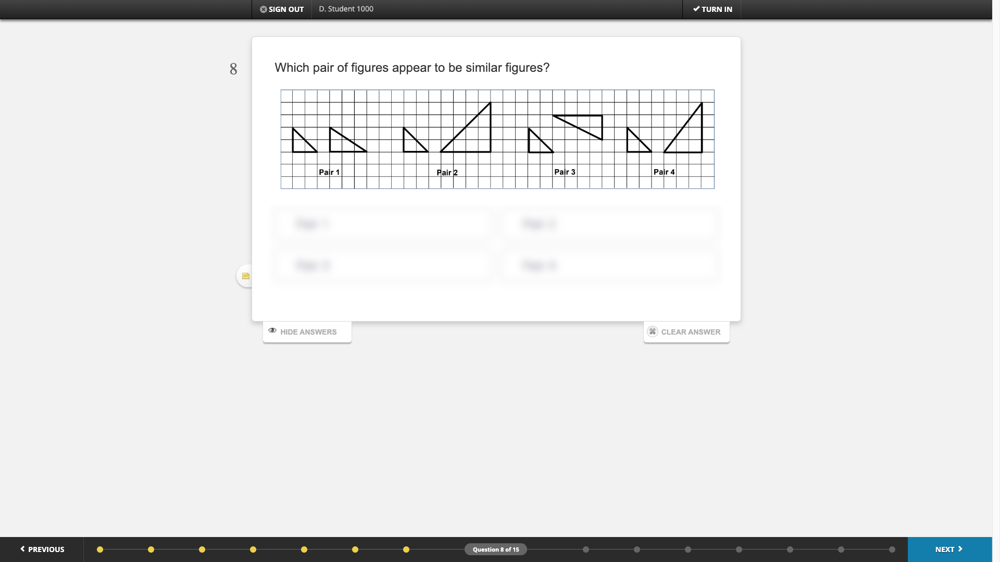 SIGN OUT
D. Student 1000
TURN IN
8
Which pair of figures appear to be similar figures?
Pair 1
Pair 2
Pair 3
Pair 4
HIDE ANSWERS
CLEAR ANSWER
PREVIOUS
Question 8 of 15
NEXT